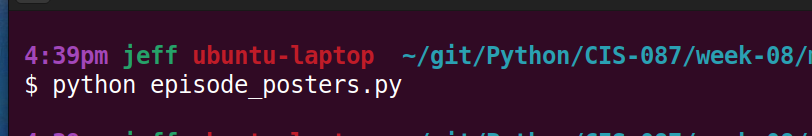 4:39pm jeff ubuntu-laptop ~/git/Python/CIS-087/week-08/
$ python episode_posters.py